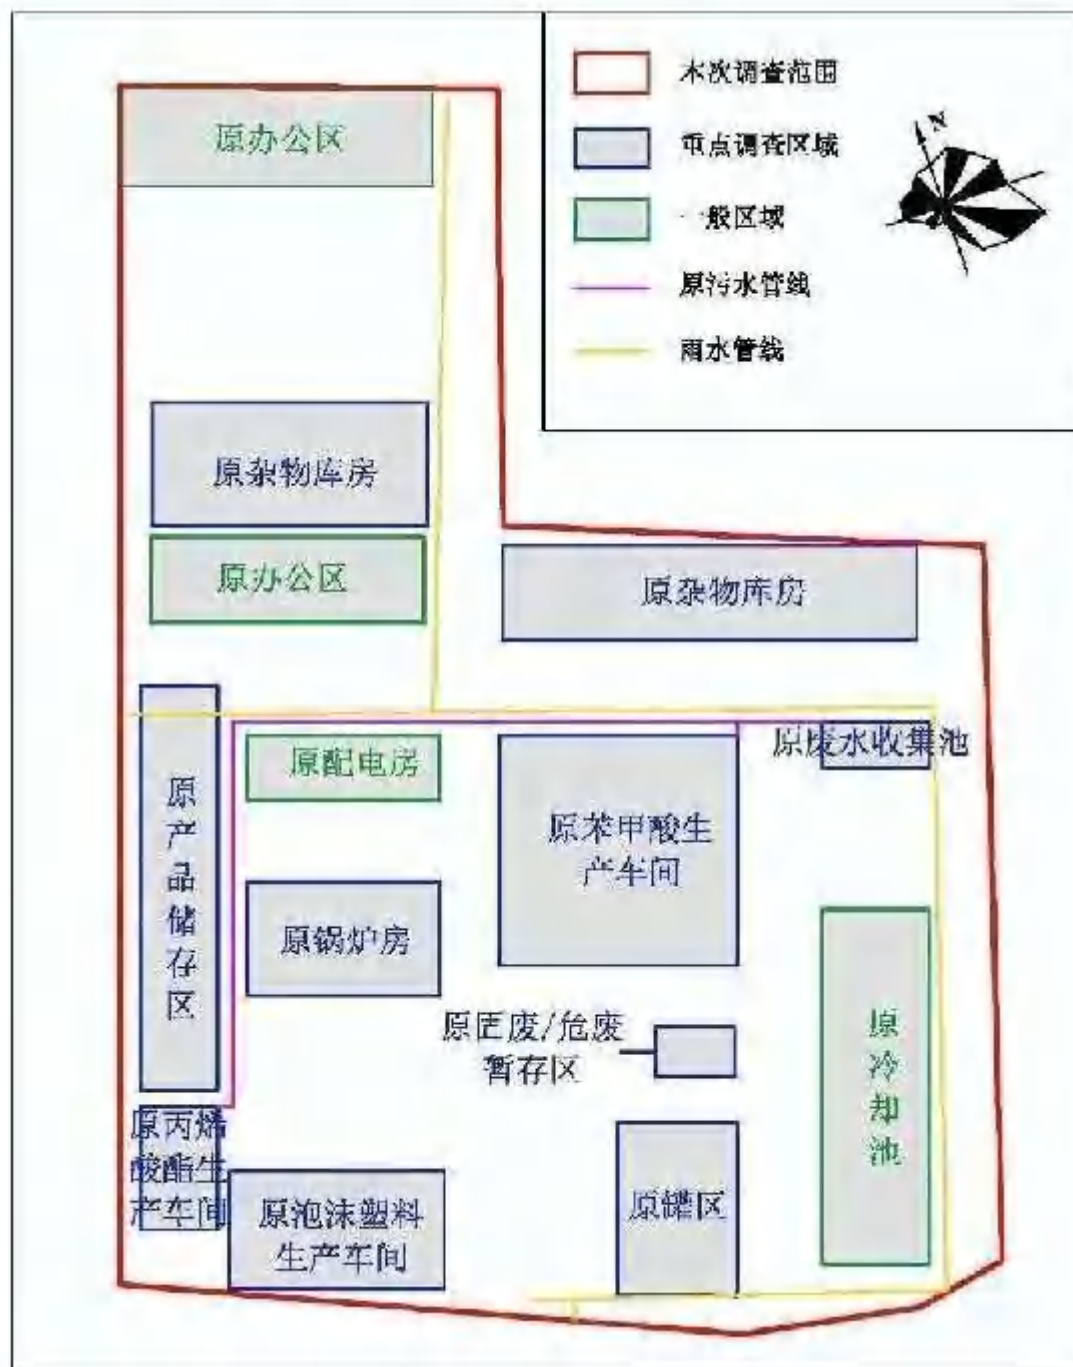 本次调查范围
重点调查区域
一般区域
原污水管线
雨水管线
N
原办公区
原杂物库房
原办公区
原杂物库房
原产品储存区
原配电房
原苯甲酸生
产车间
原废水收集池
原锅炉房
原固废/危废
暂存区
原冷却池
原丙烯
酸酯生
产车间
原泡沫塑料
生产车间
原罐区